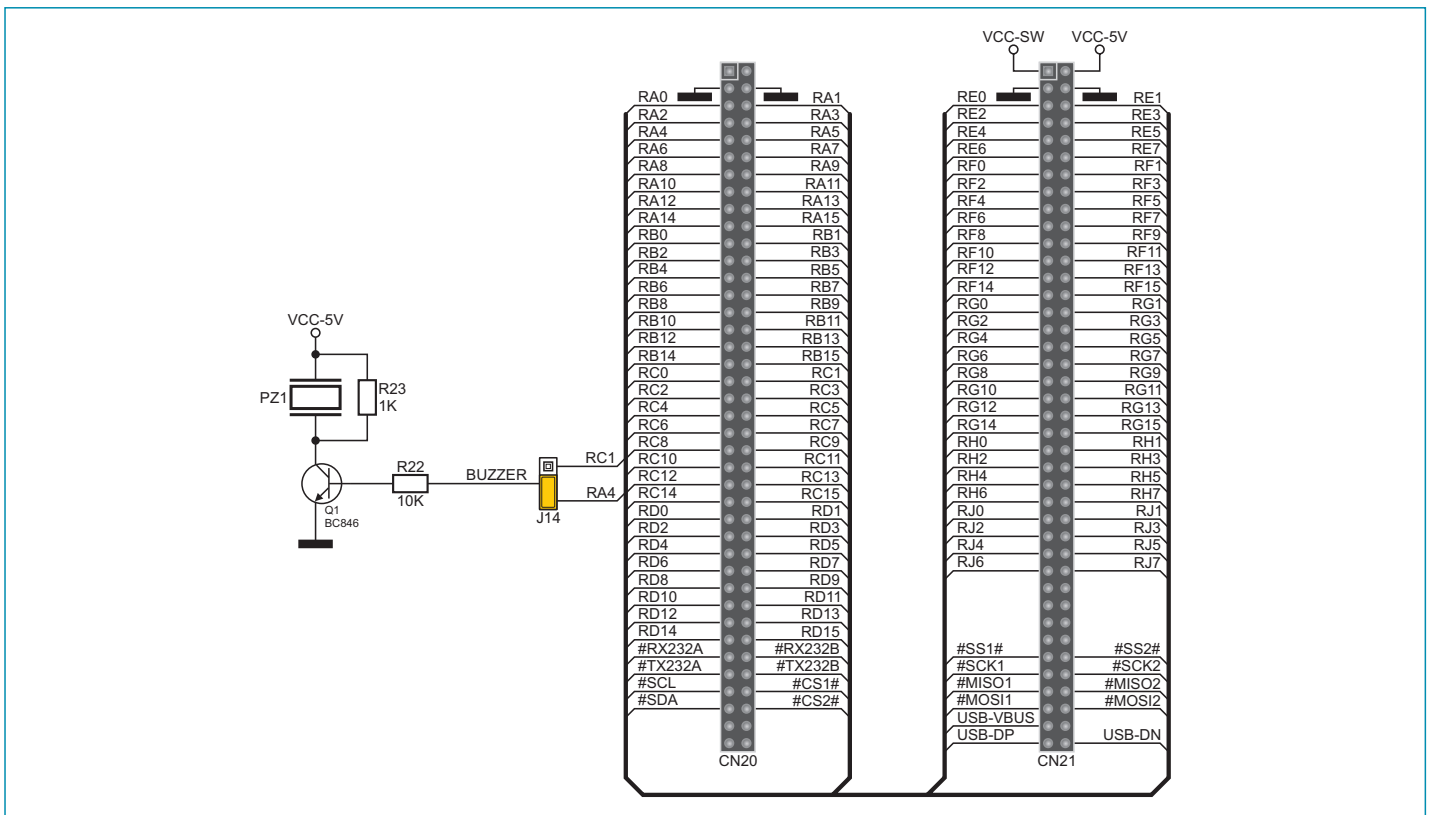 VCC-SW VCC-5V
RA0 RA1 RE0 RE1
RA2 RA3 RE2 RE3
RA4 RA5 RE4 RE5
RA6 RA7 RE6 RE7
RA8 RA9 RF0 RF1
RA10 RA11 RF2 RF3
RA12 RA13 RF4 RF5
RA14 RA15 RF6 RF7
RB0 RB1 RF8 RF9
RB2 RB3 RF10 RF11
RB4 RB5 RF12 RF13
RB6 RB7 RF14 RF15
RB8 RB9 RG0 RG1
VCC-5V RB10 RB11 RG2 RG3
RB12 RB13 RG4 RG5
RB14 RB15 RG6 RG7
RC0 RC1 RG8 RG9
R23 RC2 RC3 RG10 RG11
PZ1 1K RC4 RC5 RG12 RG13
RC6 RC7 RG14 RG15
RC8 RC9 RH0 RH1
RC1 RC10 RC11 RH2 RH3
R22 BUZZER RC12 RC13 RH4 RH5
RA4 RC14 RC15 RH6 RH7
10K
Q1 J14 RD0 RD1 RJ0 RJ1
BC846 RD2 RD3 RJ2 RJ3
RD4 RD5 RJ4 RJ5
RD6 RD7 RJ6 RJ7
RD8 RD9
RD10 RD11
RD12 RD13
RD14 RD15
#RX232A #RX232B #SS1# #SS2#
#TX232A #TX232B #SCK1 #SCK2
#SCL #CS1# #MISO1 #MISO2
#SDA #CS2# #MOSI1 #MOSI2
USB-VBUS
USB-DP USB-DN
CN20 CN21